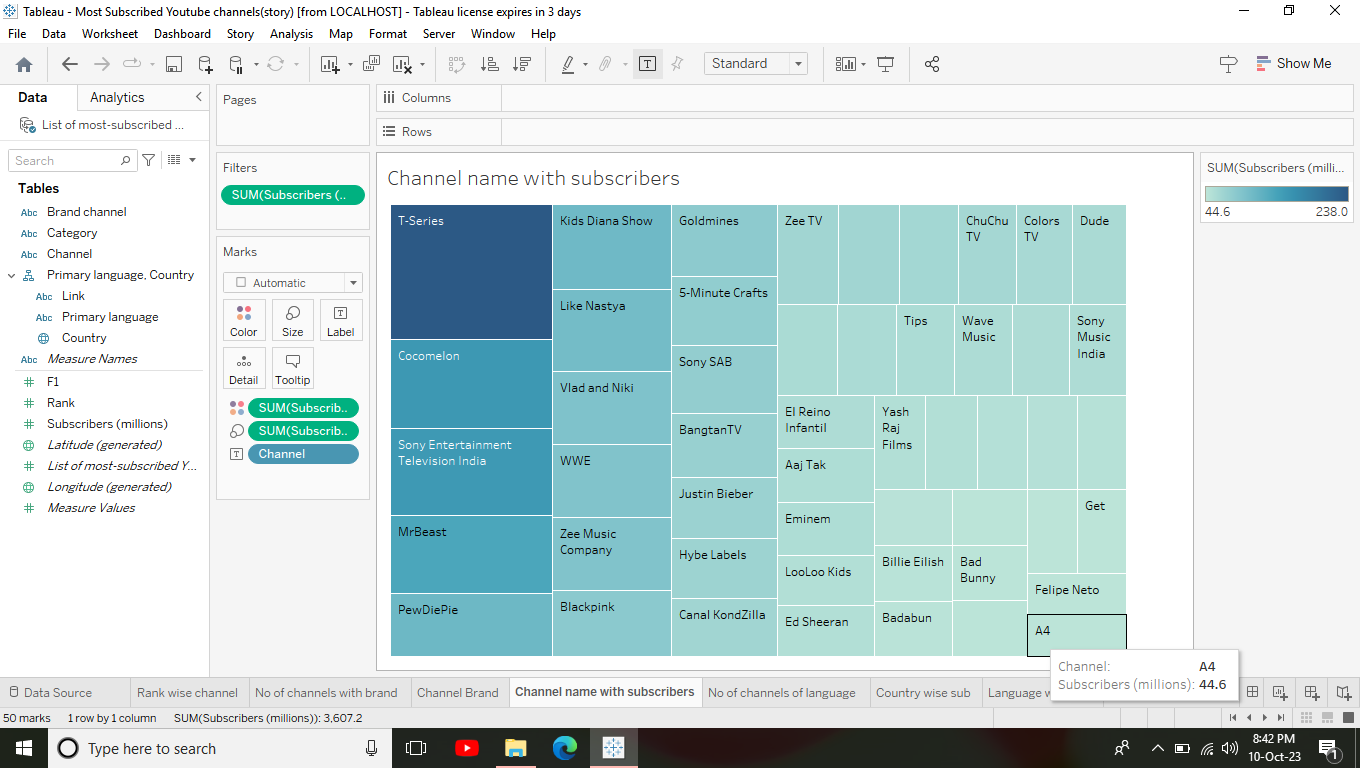 Tableau - Most Subscribed Youtube channels(story) [from LOCALHOST] - Tableau license expires in 3 days
File Data Worksheet Dashboard Story Analysis Map Format Server Window Help
Standard
Show Me
Data Analytics
List of most-subscribed ...
Search
Tables
Abc Brand channel
Abc Category
Abc Channel
Primary language, Country
Abc Link
Abc Primary language
Country
Abc Measure Names
F1
Rank
Subscribers (millions)
Latitude (generated)
List of most-subscribed Y...
Longitude (generated)
Measure Values
Pages
Filters
SUM(Subscribers (..
Marks
Automatic
Color Size Label
Detail Tooltip
SUM(Subscrib..
SUM(Subscrib..
Channel
Columns
Rows
Channel name with subscribers
T-Series
Cocomelon
Sony Entertainment
Television India
MrBeast
PewDiePie
Kids Diana Show
Like Nastya
Vlad and Niki
WWE
Zee Music
Company
Blackpink
Goldmines
5-Minute Crafts
Sony SAB
BangtanTV
Justin Bieber
Hybe Labels
Canal KondZilla
Zee TV
ChuChu
TV
Colors
TV
Dude
Tips
Wave
Music
Sony
Music
India
El Reino
Infantil
Aaj Tak
Eminem
LooLoo Kids
Ed Sheeran
Yash
Raj
Films
Billie Eilish
Badabun
Bad
Bunny
Get
Felipe Neto
A4
Channel: A4
Subscribers (millions): 44.6
SUM(Subscribers (milli...
44.6 238.0
Data Source Rank wise channel No of channels with brand Channel Brand Channel name with subscribers No of channels of language Country wise sub Language w
50 marks 1 row by 1 column SUM(Subscribers (millions)): 3,607.2
Type here to search
8:42 PM
10-Oct-23
1